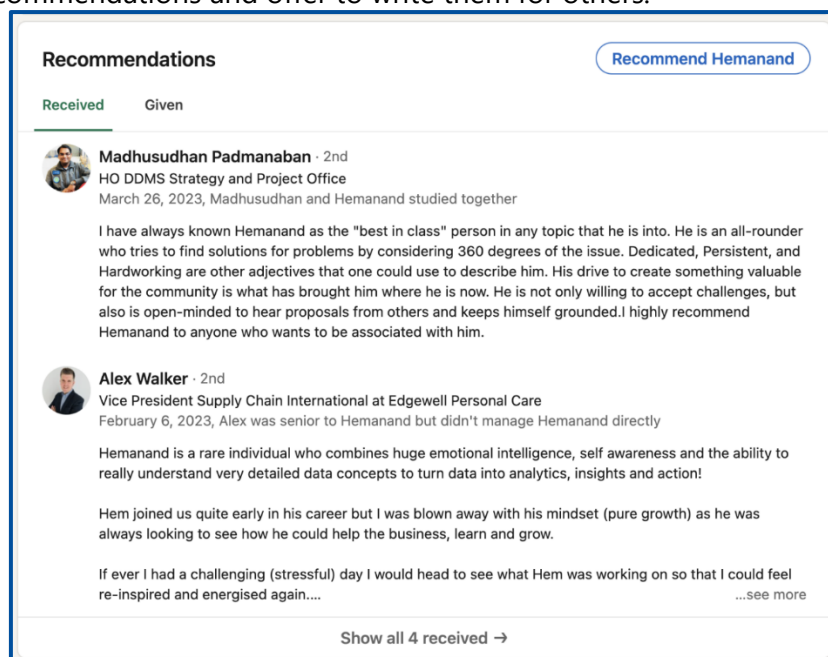 commendations and offer to write them for others.
Recommendations
Recommend Hemanand
Received Given
Madhusudhan Padmanaban · 2nd
HO DDMS Strategy and Project Office
March 26, 2023, Madhusudhan and Hemanand studied together
I have always known Hemanand as the "best in class" person in any topic that he is into. He is an all-rounder
who tries to find solutions for problems by considering 360 degrees of the issue. Dedicated, Persistent, and
Hardworking are other adjectives that one could use to describe him. His drive to create something valuable
for the community is what has brought him where he is now. He is not only willing to accept challenges, but
also is open-minded to hear proposals from others and keeps himself grounded.I highly recommend
Hemanand to anyone who wants to be associated with him.
Alex Walker · 2nd
Vice President Supply Chain International at Edgewell Personal Care
February 6, 2023, Alex was senior to Hemanand but didn't manage Hemanand directly
Hemanand is a rare individual who combines huge emotional intelligence, self awareness and the ability to
really understand very detailed data concepts to turn data into analytics, insights and action!
Hem joined us quite early in his career but I was blown away with his mindset (pure growth) as he was
always looking to see how he could help the business, learn and grow.
If ever I had a challenging (stressful) day I would head to see what Hem was working on so that I could feel
re-inspired and energised again.... ...see more
Show all 4 received →